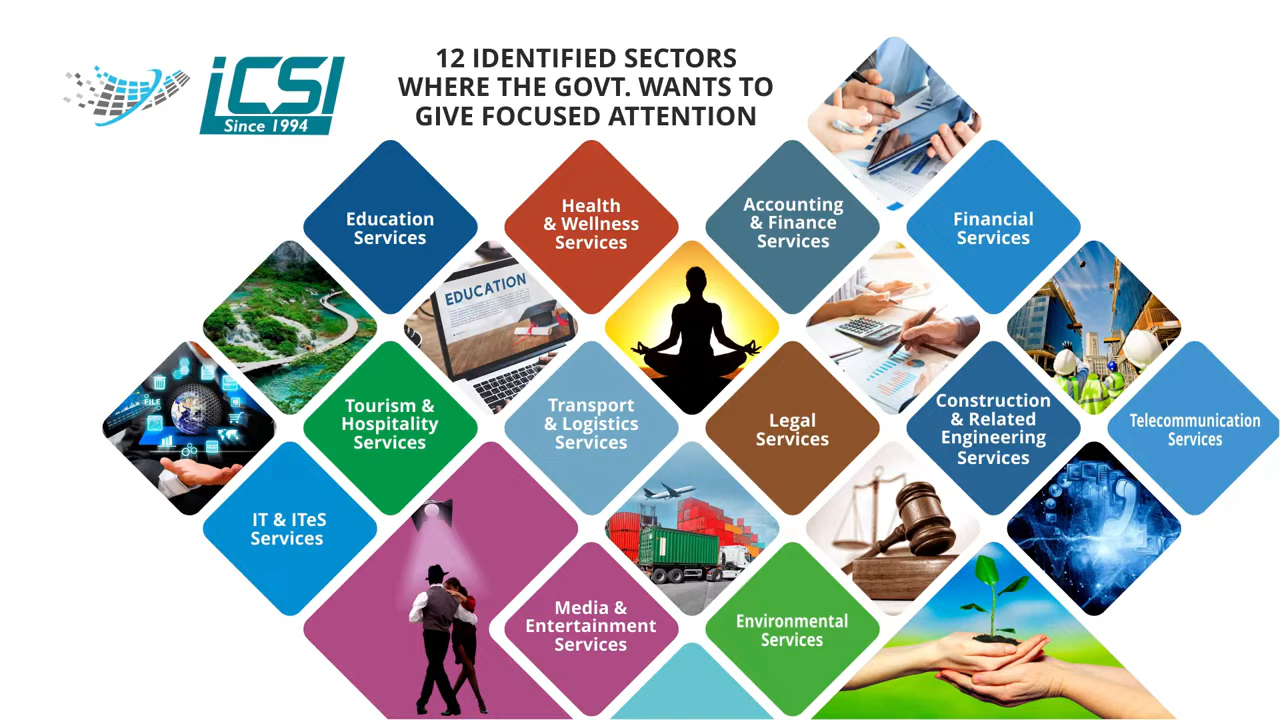 iCSI
Since 1994
12 IDENTIFIED SECTORS
WHERE THE GOVT. WANTS TO
GIVE FOCUSED ATTENTION
Education
Services
Health
& Wellness
Services
Accounting
& Finance
Services
Financial
Services
EDUCATION
Tourism &
Hospitality
Services
Transport
& Logistics
Services
Legal
Services
Construction
& Related
Engineering
Services
Telecommunication
Services
FILE
IT & ITeS
Services
Media &
Entertainment
Services
Environmental
Services